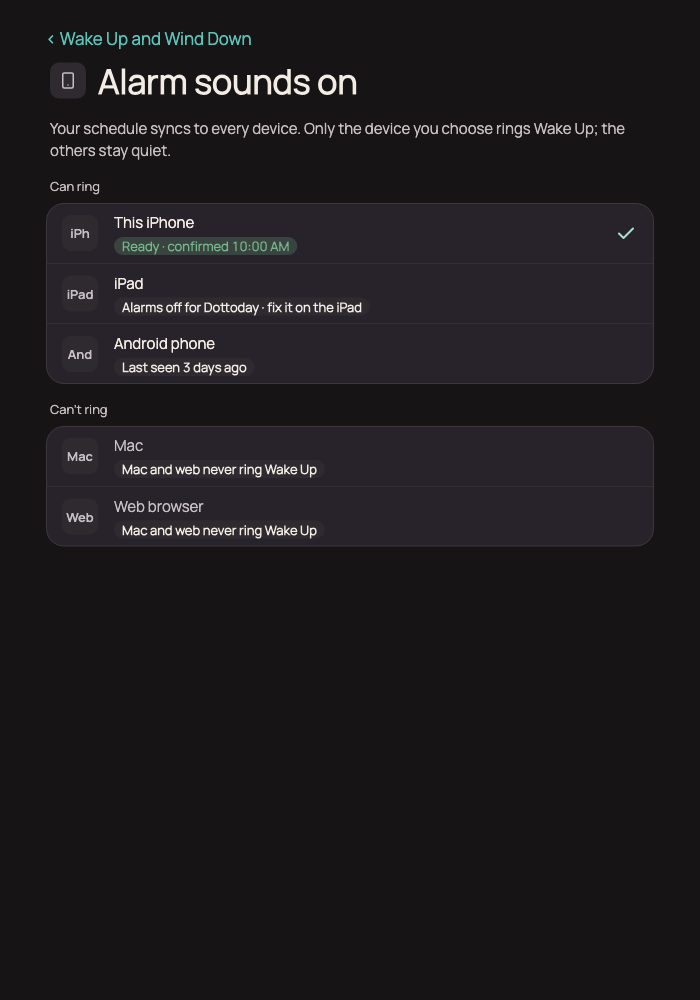 ‹ Wake Up and Wind Down
Alarm sounds on
Your schedule syncs to every device. Only the device you choose rings Wake Up; the
others stay quiet.
Can ring
iPh
This iPhone
Ready · confirmed 10:00 AM
iPad
iPad
Alarms off for Dottoday · fix it on the iPad
And
Android phone
Last seen 3 days ago
Can't ring
Mac
Mac
Mac and web never ring Wake Up
Web
Web browser
Mac and web never ring Wake Up